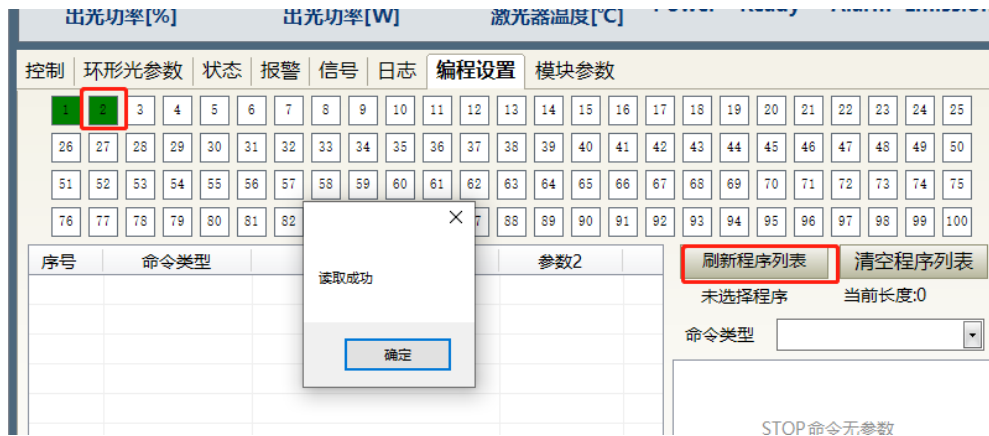 出光功率[%] 出光功率[W] 激光器温度[℃] Power Ready Alarm Emission
控制 环形光参数 状态 报警 信号 日志 编程设置 模块参数
1 2 3 4 5 6 7 8 9 10 11 12 13 14 15 16 17 18 19 20 21 22 23 24 25
26 27 28 29 30 31 32 33 34 35 36 37 38 39 40 41 42 43 44 45 46 47 48 49 50
51 52 53 54 55 56 57 58 59 60 61 62 63 64 65 66 67 68 69 70 71 72 73 74 75
76 77 78 79 80 81 82 7 88 89 90 91 92 93 94 95 96 97 98 99 100
序号 命令类型 参数2 刷新程序列表 清空程序列表
读取成功
未选择程序 当前长度:0
命令类型
确定
STOP命令无参数